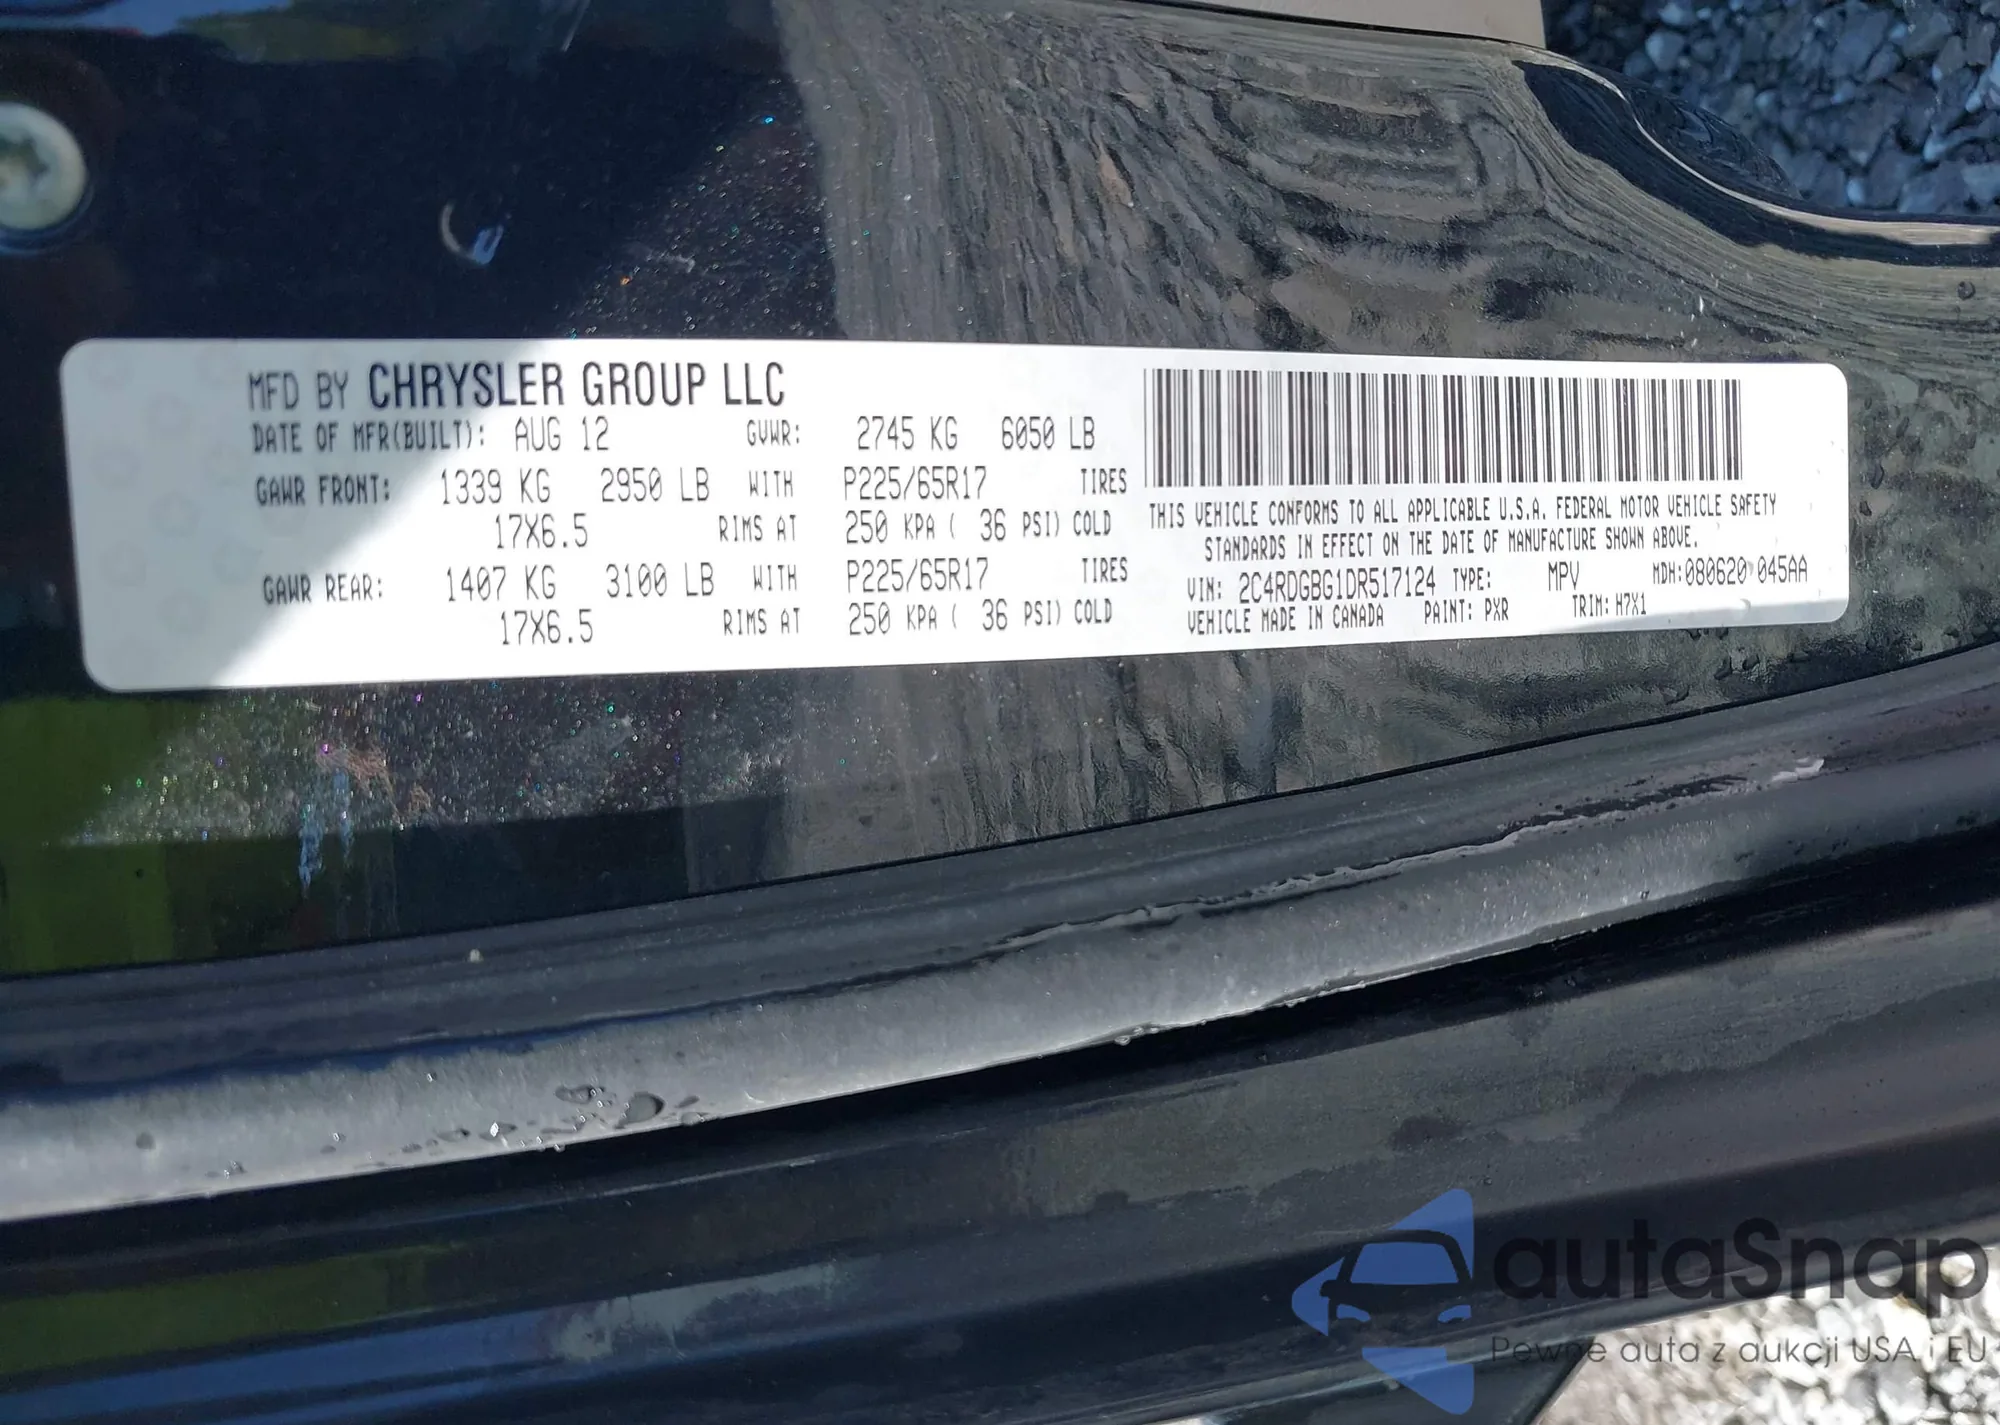 MFD BY CHRYSLER GROUP LLC
DATE OF MFR(BUILT): AUG 12 GVWR: 2745 KG 6050 LB
GAWR FRONT: 1339 KG 2950 LB WITH P225/65R17 TIRES
17X6.5 RIMS AT 250 KPA ( 36 PSI) COLD
GAWR REAR: 1407 KG 3100 LB WITH P225/65R17 TIRES
17X6.5 RIMS AT 250 KPA ( 36 PSI) COLD
THIS VEHICLE CONFORMS TO ALL APPLICABLE U.S.A. FEDERAL MOTOR VEHICLE SAFETY
STANDARDS IN EFFECT ON THE DATE OF MANUFACTURE SHOWN ABOVE.
VIN: 2C4RDGBG1DR517124 TYPE: MPV MDH:080620 045AA
VEHICLE MADE IN CANADA PAINT: PXR TRIM: H7X1
autaSnap
Pewne auta z aukcji USA i EU